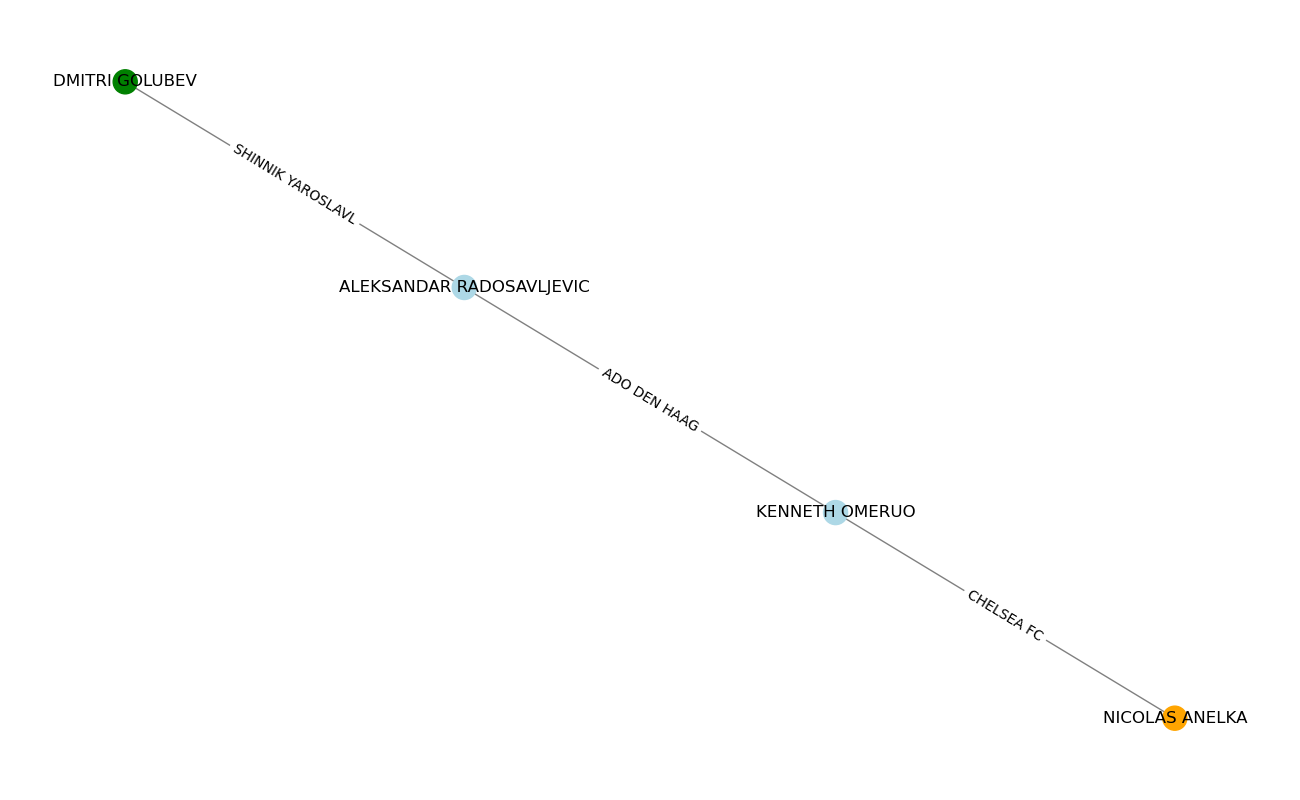 DMITRI GOLUBEV
SHINNIK YAROSLAVL
ALEKSANDAR RADOSAVLJEVIC
ADO DEN HAAG
KENNETH OMERUO
CHELSEA FC
NICOLAS ANELKA